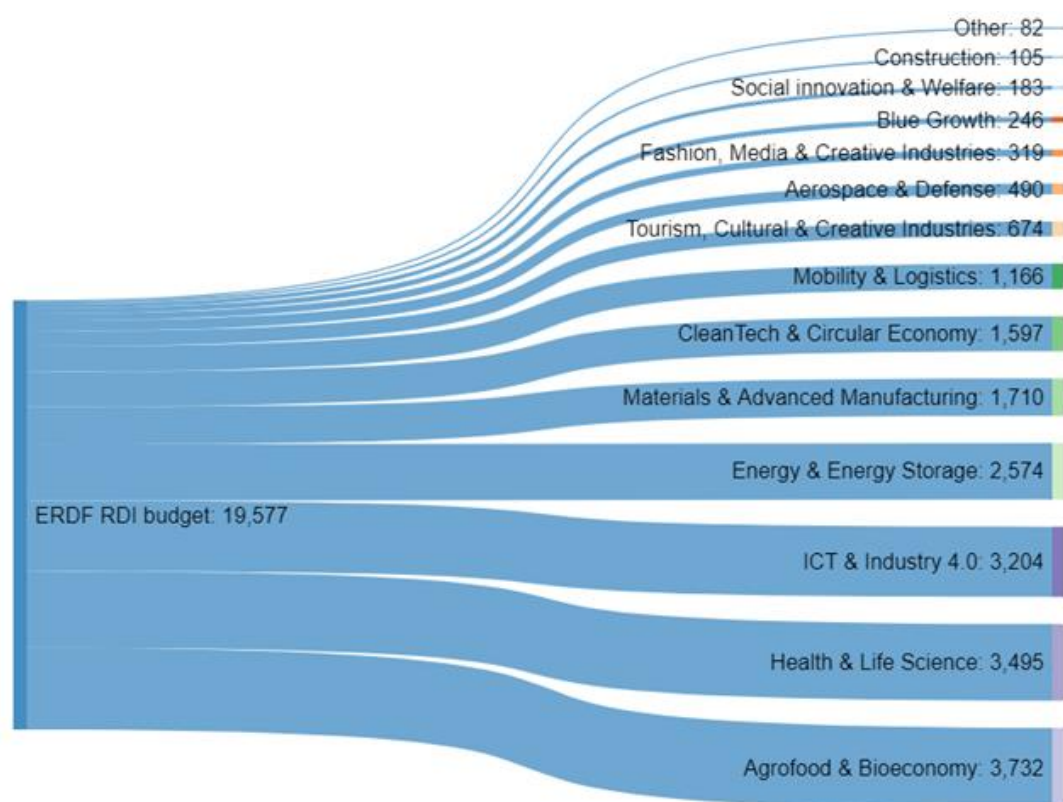 Other: 82
Construction: 105
Social innovation & Welfare: 183
Blue Growth: 246
Fashion, Media & Creative Industries: 319
Aerospace & Defense: 490
Tourism, Cultural & Creative Industries: 674
Mobility & Logistics: 1,166
CleanTech & Circular Economy: 1,597
Materials & Advanced Manufacturing: 1,710
Energy & Energy Storage: 2,574
ERDF RDI budget: 19,577
ICT & Industry 4.0: 3,204
Health & Life Science: 3,495
Agrofood & Bioeconomy: 3,732